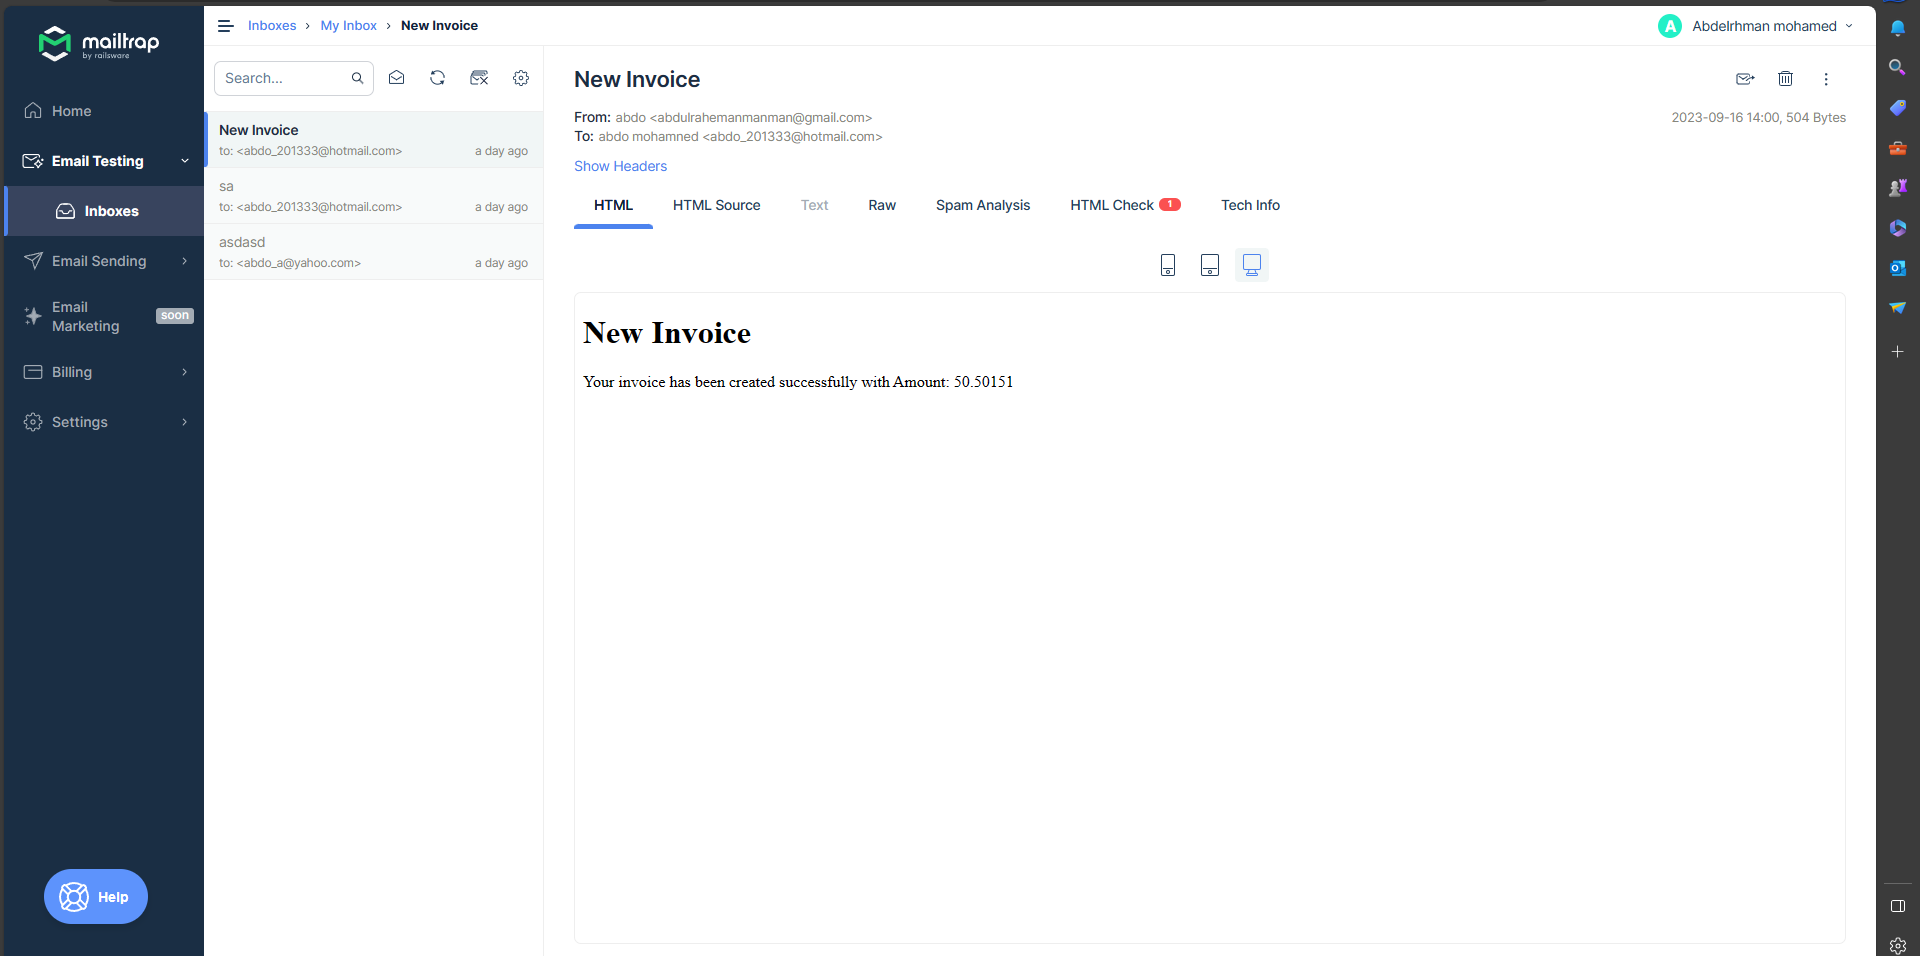 mailtrap
by railsware
Home
Email Testing
Inboxes
Email Sending
Email
Marketing
soon
Billing
Settings
Help
Inboxes › My Inbox › New Invoice
A Abdelrhman mohamed
Search...
New Invoice
to: <abdo_201333@hotmail.com> a day ago
sa
to: <abdo_201333@hotmail.com> a day ago
asdasd
to: <abdo_a@yahoo.com> a day ago
New Invoice
From: abdo <abdulrahemanmanman@gmail.com>
2023-09-16 14:00, 504 Bytes
To: abdo mohamned <abdo_201333@hotmail.com>
Show Headers
HTML HTML Source Text Raw Spam Analysis HTML Check 1 Tech Info
New Invoice
Your invoice has been created successfully with Amount: 50.50151